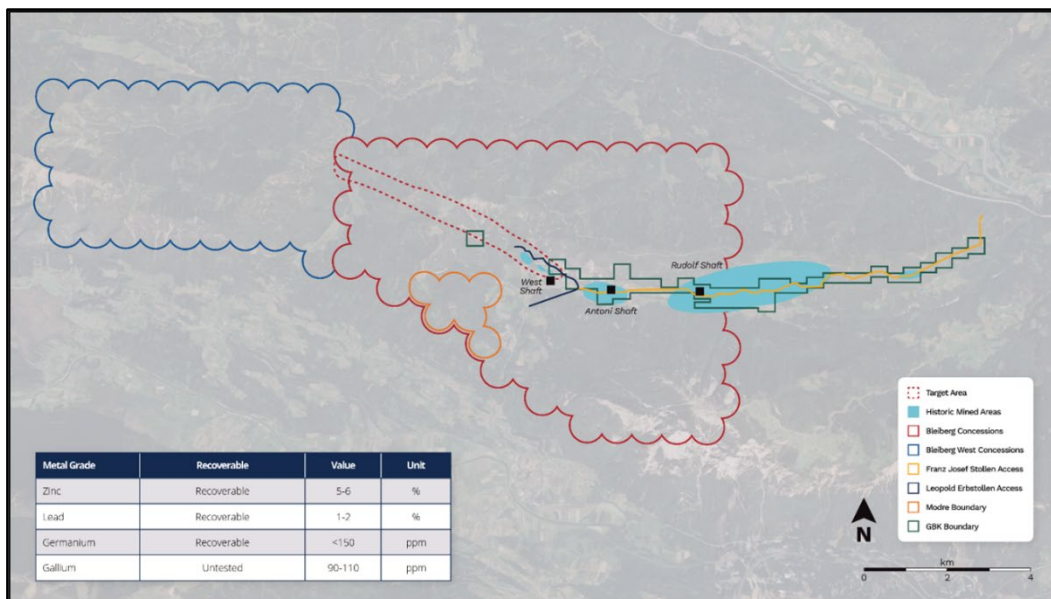 Rudolf Shaft
West
Shaft
Antoni Shaft
Target Area
Historic Mined Areas
Bleiberg Concessions
Bleiberg West Concessions
Franz Josef Stollen Access
Leopold Erbstollen Access
Modre Boundary
GBK Boundary
Metal Grade Recoverable Value Unit
Zinc Recoverable 5-6 %
Lead Recoverable 1-2 %
Germanium Recoverable <150 ppm
Gallium Untested 90-110 ppm
N
km
0 2 4